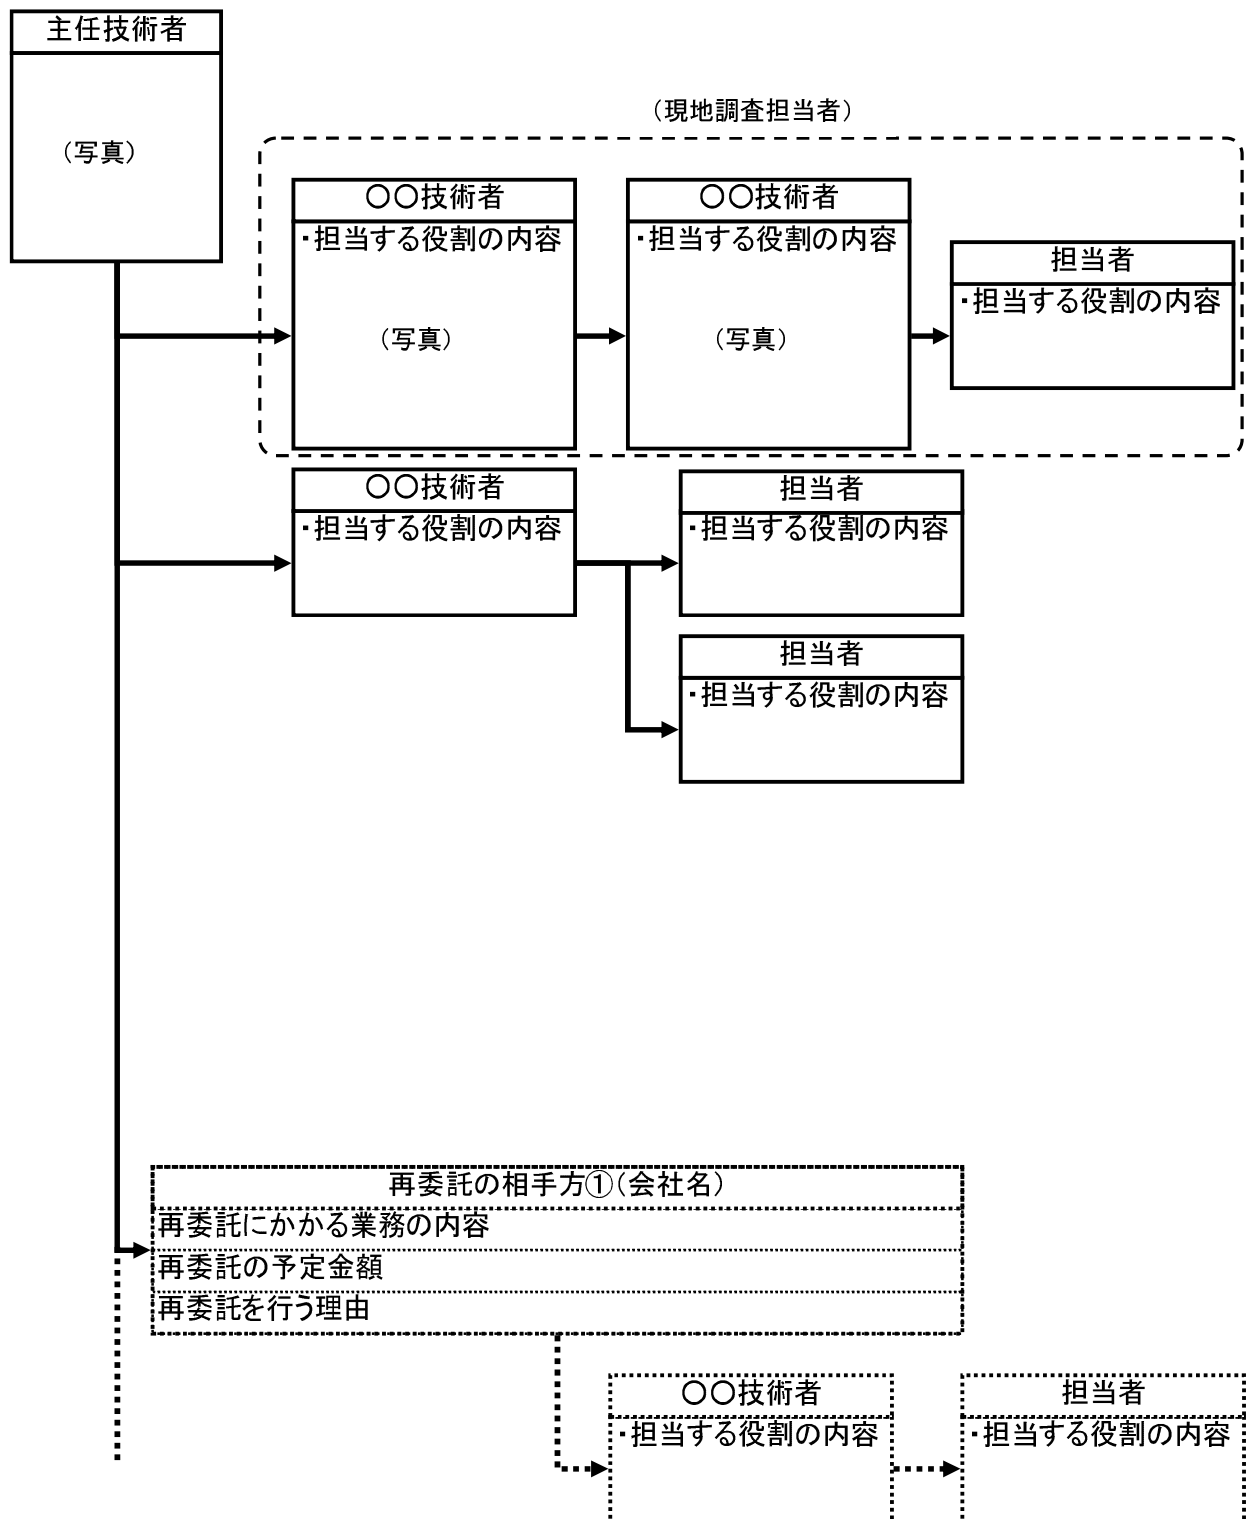 主任技術者
（写真）
（現地調査担当者）
〇〇技術者
・担当する役割の内容
（写真）
〇〇技術者
・担当する役割の内容
（写真）
担当者
・担当する役割の内容
〇〇技術者
・担当する役割の内容
担当者
・担当する役割の内容
担当者
・担当する役割の内容
再委託の相手方①（会社名）
再委託にかかる業務の内容
再委託の予定金額
再委託を行う理由
〇〇技術者
・担当する役割の内容
担当者
・担当する役割の内容